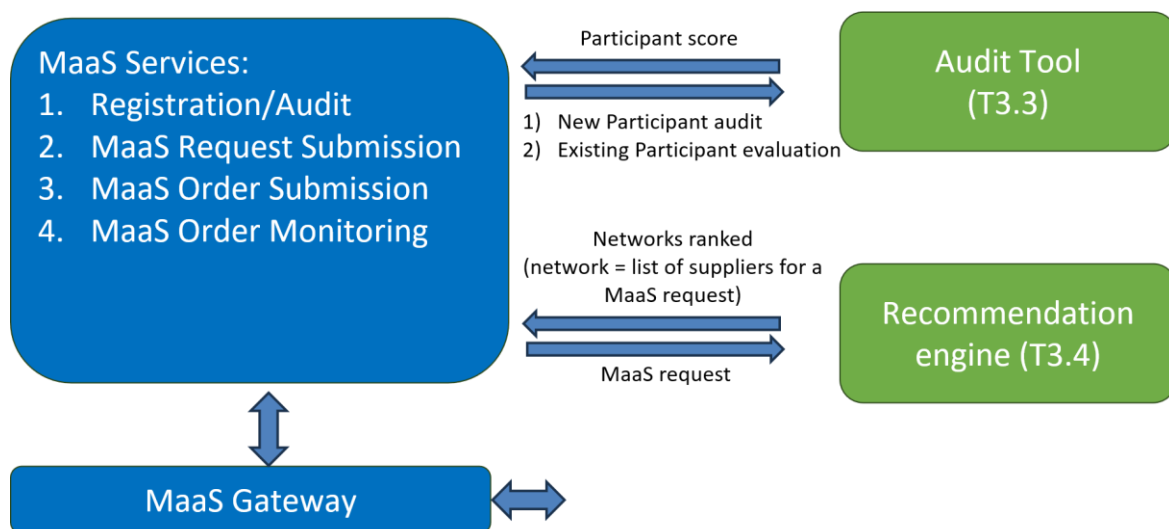 MaaS Services:
1. Registration/Audit
2. MaaS Request Submission
3. MaaS Order Submission
4. MaaS Order Monitoring
Participant score
1) New Participant audit
2) Existing Participant evaluation
Audit Tool
(T3.3)
Networks ranked
(network = list of suppliers for a
MaaS request)
MaaS request
Recommendation
engine (T3.4)
MaaS Gateway